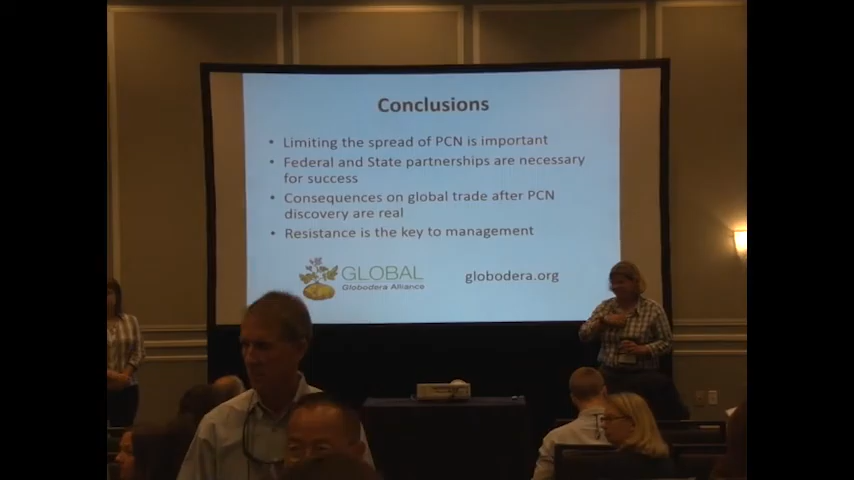 Conclusions
• Limiting the spread of PCN is important
• Federal and State partnerships are necessary
for success
• Consequences on global trade after PCN
discovery are real
• Resistance is the key to management
GLOBAL
Globodera Alliance
globodera.org